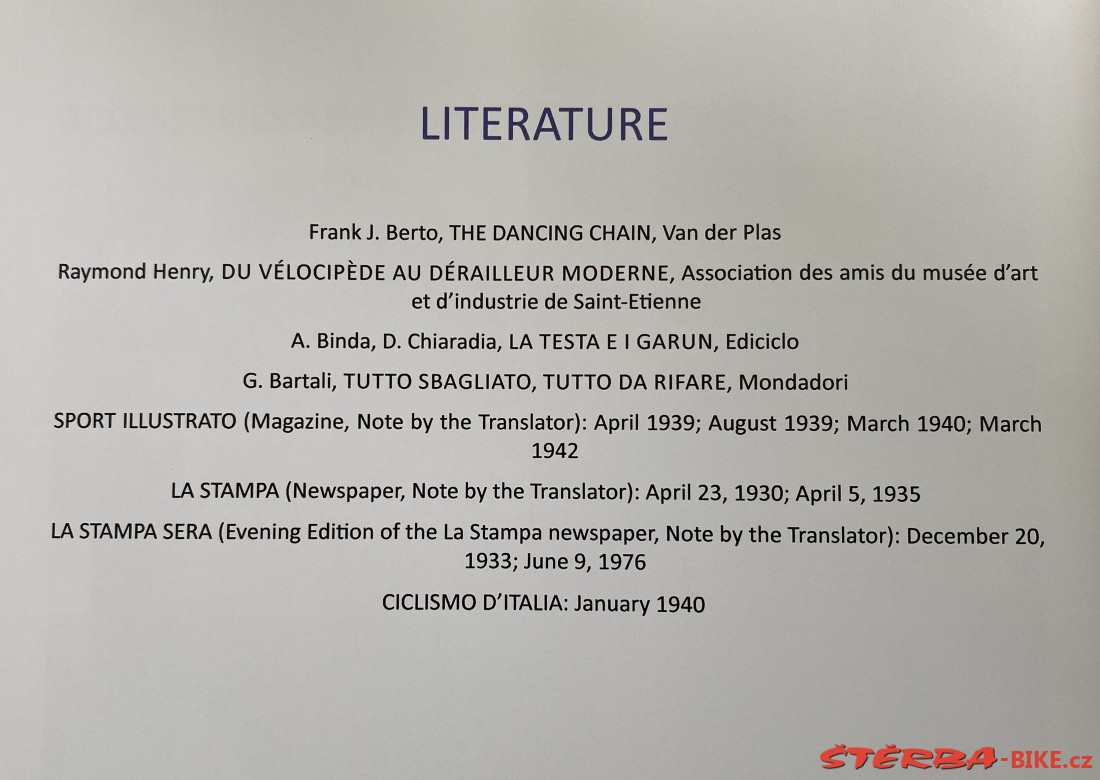 LITERATURE
Frank J. Berto, THE DANCING CHAIN, Van der Plas
Raymond Henry, DU VÉLOCIPÈDE AU DÉRAILLEUR MODERNE, Association des amis du musée d’art
et d’industrie de Saint-Etienne
A. Binda, D. Chiaradia, LA TESTA E I GARUN, Ediciclo
G. Bartali, TUTTO SBAGLIATO, TUTTO DA RIFARE, Mondadori
SPORT ILLUSTRATO (Magazine, Note by the Translator): April 1939; August 1939; March 1940; March
1942
LA STAMPA (Newspaper, Note by the Translator): April 23, 1930; April 5, 1935
LA STAMPA SERA (Evening Edition of the La Stampa newspaper, Note by the Translator): December 20,
1933; June 9, 1976
CICLISMO D’ITALIA: January 1940
ŠTĚRBA-BIKE.cz